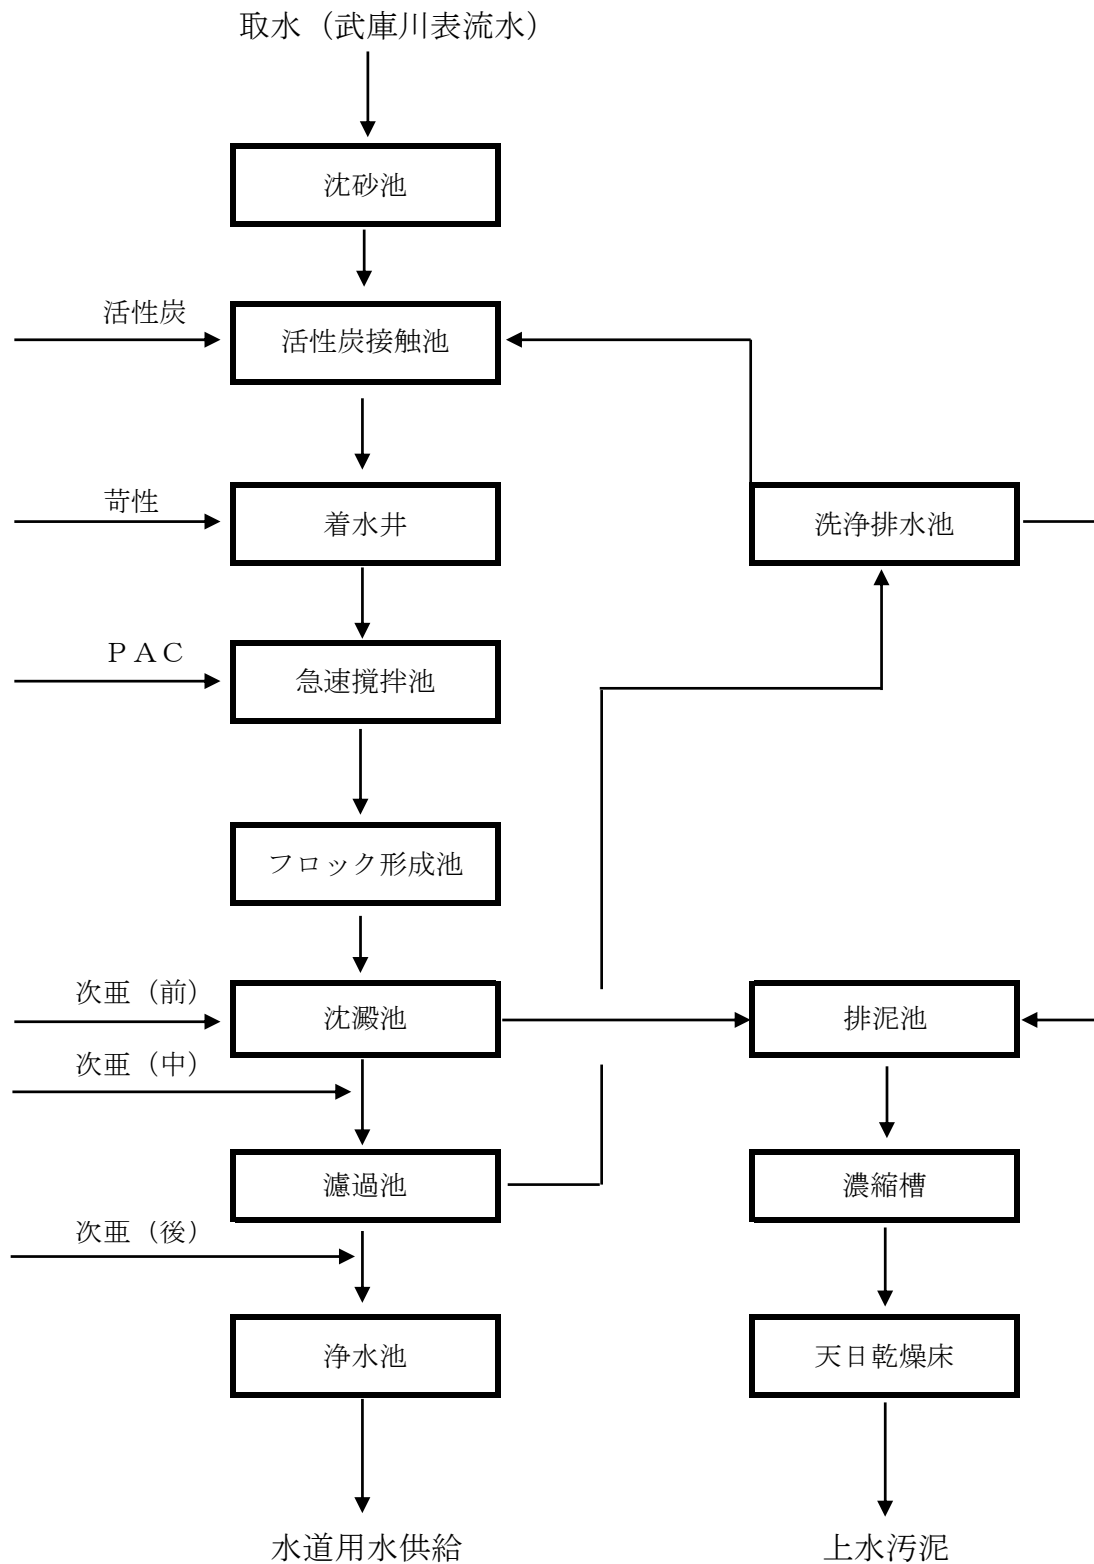 取水（武庫川表流水）
沈砂池
活性炭
活性炭接触池
苛性
着水井
洗浄排水池
ＰＡＣ
急速撹拌池
フロック形成池
次亜（前）
沈澱池
排泥池
次亜（中）
濾過池
濃縮槽
次亜（後）
浄水池
天日乾燥床
水道用水供給
上水汚泥